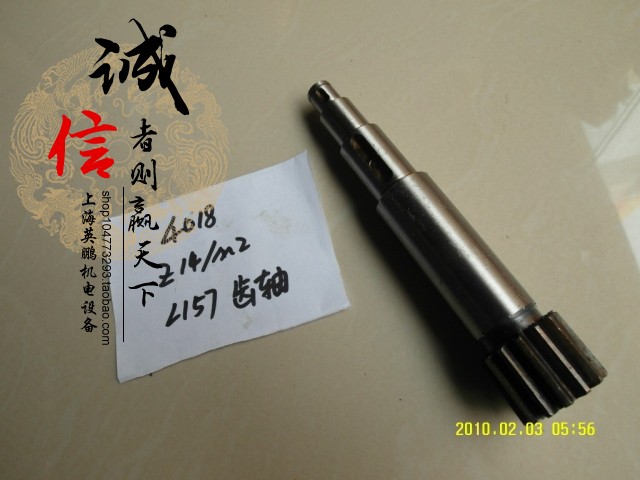 诚
信
者则赢天下
shop104773293.taobao.com
上海英鹏机电设备
4618
Z14/m2
L157 齿轴
2010.02.03 05:56